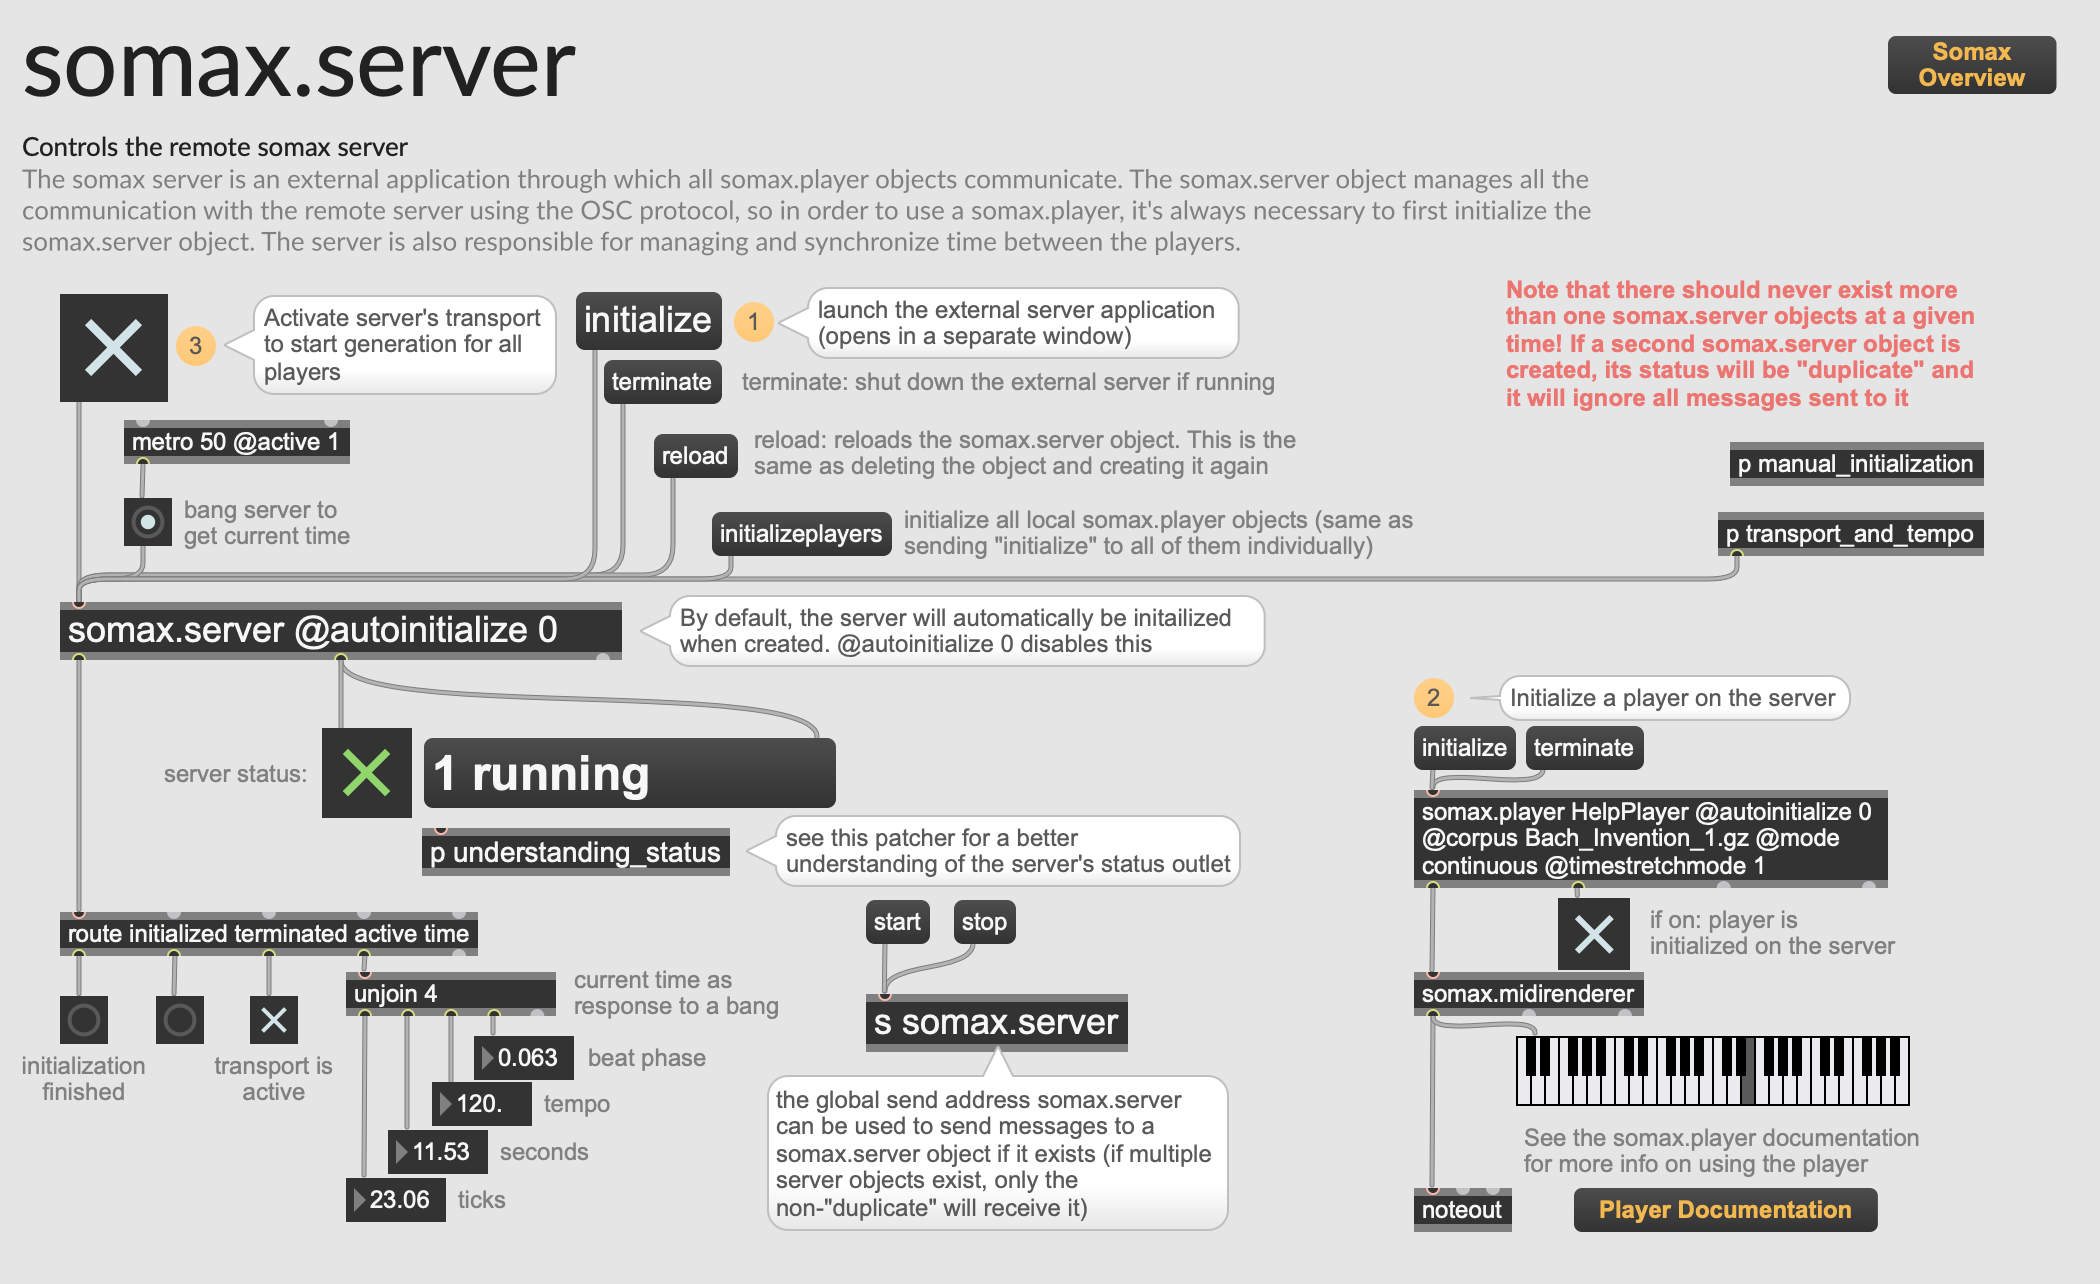 somax.server
Somax
Overview
Controls the remote somax server
The somax server is an external application through which all somax.player objects communicate. The somax.server object manages all the
communication with the remote server using the OSC protocol, so in order to use a somax.player, it's always necessary to first initialize the
somax.server object. The server is also responsible for managing and synchronize time between the players.
3
Activate server's transport
to start generation for all
players
initialize
1
launch the external server application
(opens in a separate window)
Note that there should never exist more
than one somax.server objects at a given
time! If a second somax.server object is
created, its status will be "duplicate" and
it will ignore all messages sent to it
terminate
terminate: shut down the external server if running
metro 50 @active 1
reload
reload: reloads the somax.server object. This is the
same as deleting the object and creating it again
p manual_initialization
bang server to
get current time
initializeplayers
initialize all local somax.player objects (same as
sending "initialize" to all of them individually)
p transport_and_tempo
somax.server @autoinitialize 0
By default, the server will automatically be initailized
when created. @autoinitialize 0 disables this
server status:
1 running
p understanding_status
see this patcher for a better
understanding of the server's status outlet
2
Initialize a player on the server
initialize
terminate
somax.player HelpPlayer @autoinitialize 0
@corpus Bach_Invention_1.gz @mode
continuous @timestretchmode 1
if on: player is
initialized on the server
somax.midirenderer
route initialized terminated active time
unjoin 4
current time as
response to a bang
initialization
finished
transport is
active
0.063
beat phase
120.
tempo
11.53
seconds
23.06
ticks
start
stop
s somax.server
the global send address somax.server
can be used to send messages to a
somax.server object if it exists (if multiple
server objects exist, only the
non-"duplicate" will receive it)
See the somax.player documentation
for more info on using the player
noteout
Player Documentation